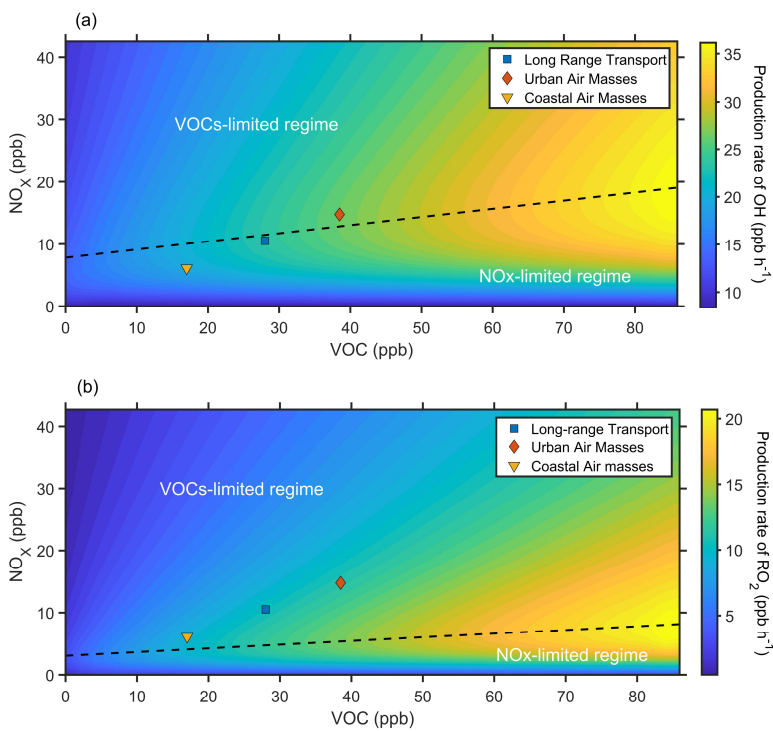 (a)
40
30
20
10
0
NOX (ppb)
0 10 20 30 40 50 60 70 80
VOC (ppb)
Long Range Transport
Urban Air Masses
Coastal Air Masses
VOCs-limited regime
NOx-limited regime
35
30
25
20
15
10
Production rate of OH (ppb h-1)
(b)
40
30
20
10
0
NOX (ppb)
0 10 20 30 40 50 60 70 80
VOC (ppb)
Long-range Transport
Urban Air Masses
Coastal Air masses
VOCs-limited regime
NOx-limited regime
20
15
10
5
Production rate of RO2 (ppb h-1)